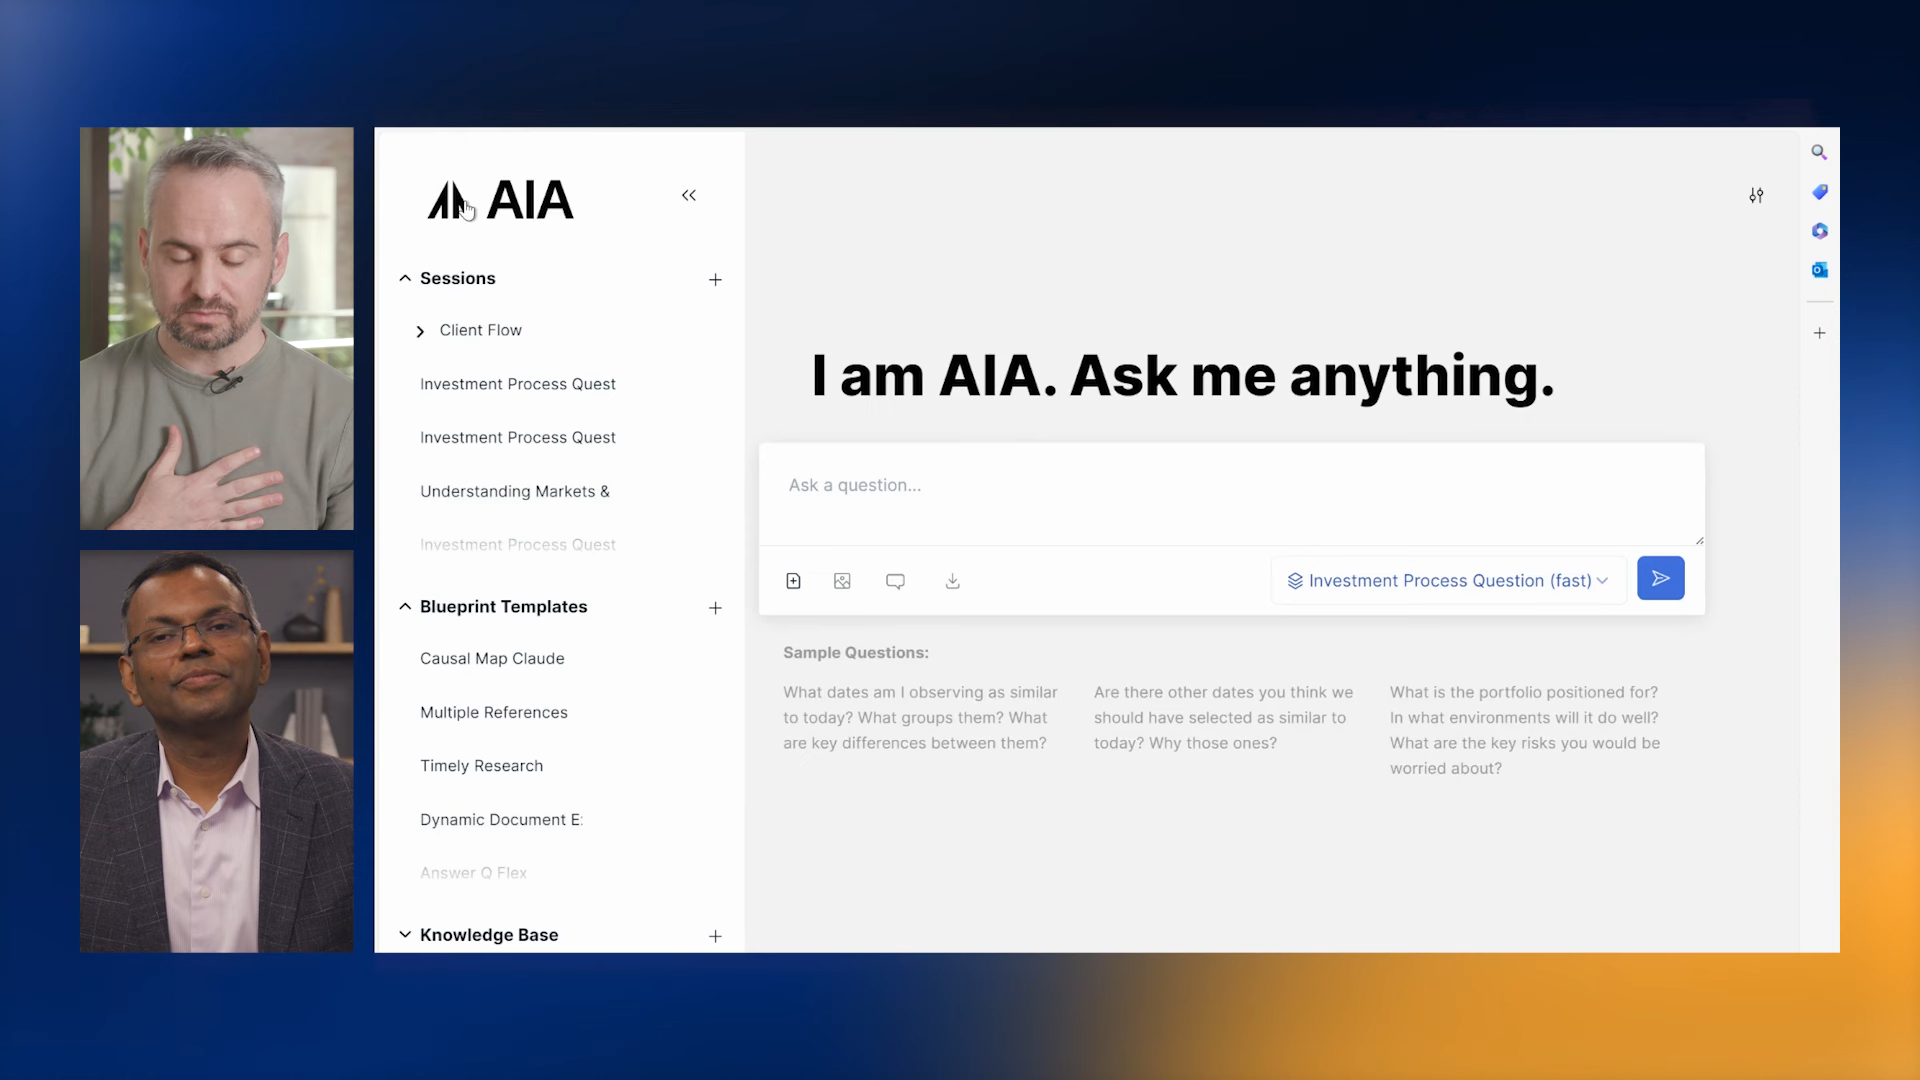 AIA
Sessions
Client Flow
Investment Process Quest
Investment Process Quest
Understanding Markets &
Investment Process Quest
Blueprint Templates
Causal Map Claude
Multiple References
Timely Research
Dynamic Document E
Answer Q Flex
Knowledge Base
I am AIA. Ask me anything.
Ask a question...
Investment Process Question (fast)
Sample Questions:
What dates am I observing as similar
to today? What groups them? What
are key differences between them?
Are there other dates you think we
should have selected as similar to
today? Why those ones?
What is the portfolio positioned for?
In what environments will it do well?
What are the key risks you would be
worried about?